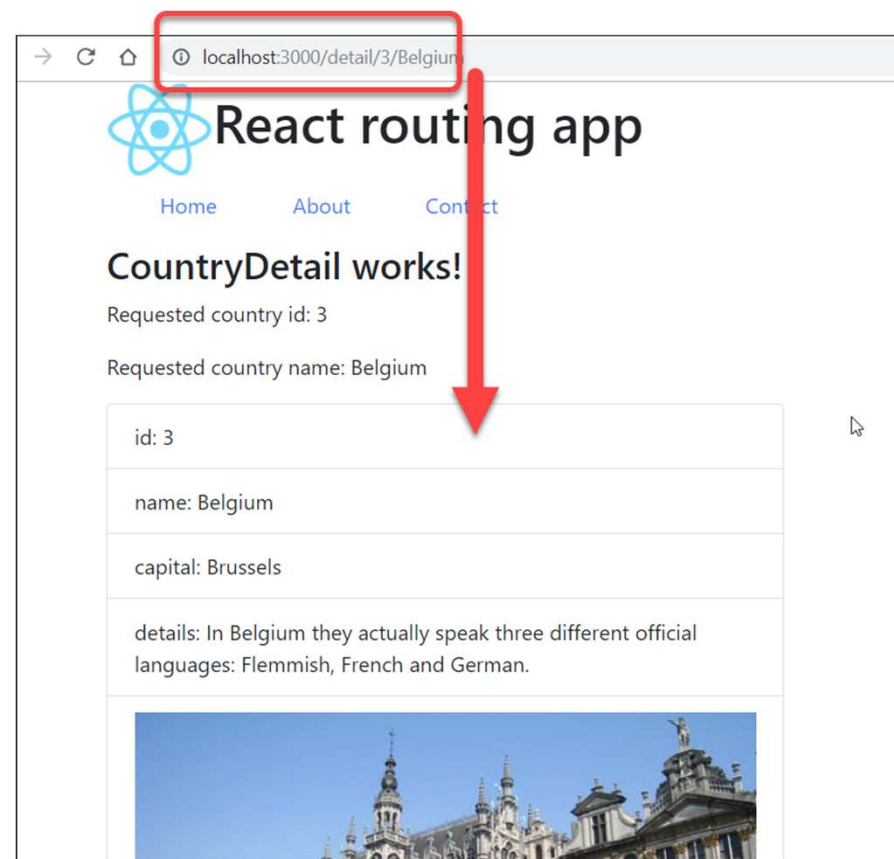 localhost:3000/detail/3/Belgium
React routing app
Home About Contact
CountryDetail works!
Requested country id: 3
Requested country name: Belgium
id: 3
name: Belgium
capital: Brussels
details: In Belgium they actually speak three different official
languages: Flemmish, French and German.